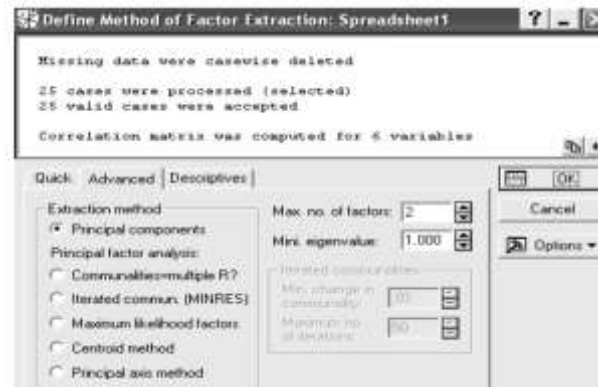 Define Method of Factor Extraction: Spreadsheet1
Missing data were casewise deleted
25 cases were processed (selected)
25 valid cases were accepted
Correlation matrix was computed for 6 variables
Quick Advanced Descriptives
OK
Cancel
Options
Extraction method
Principal components
Principal factor analysis:
Communalities=multiple R?
Iterated commun. (MINRES)
Maximum likelihood factors
Centroid method
Principal axis method
Max. no. of factors: 2
Mini. eigenvalue: 1.000
Iterated communalities
Min. change in
communality:
Maximum no.
of iterations: 50